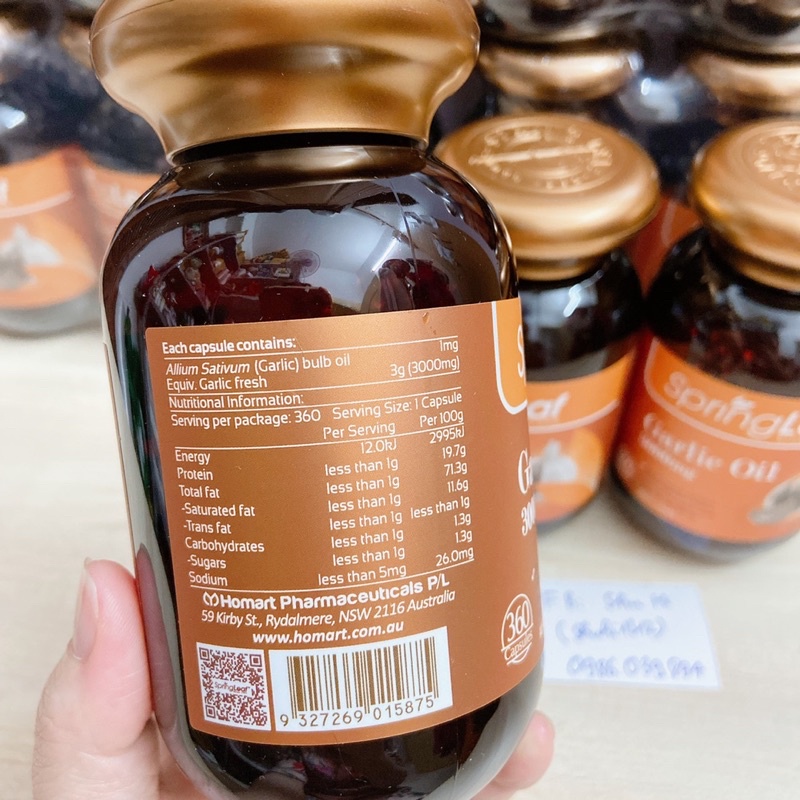 Each capsule contains:
Allium Sativum (Garlic) bulb oil 1mg
Equiv. Garlic fresh 3g (3000mg)
Nutritional Information:
Serving per package: 360 Serving Size: 1 Capsule
Per Serving Per 100g
Energy 12.0kJ 2995kJ
Protein less than 1g 19.7g
Total fat less than 1g 71.3g
-Saturated fat less than 1g 11.6g
-Trans fat less than 1g less than 1g
Carbohydrates less than 1g 1.3g
-Sugars less than 1g 1.3g
Sodium less than 5mg 26.0mg
Homart Pharmaceuticals P/L
59 Kirby St., Rydalmere, NSW 2116 Australia
www.homart.com.au
SpringLeaf
9 327269 015875
360
Capsules
Leaf
SpringLeaf
Garlic Oil